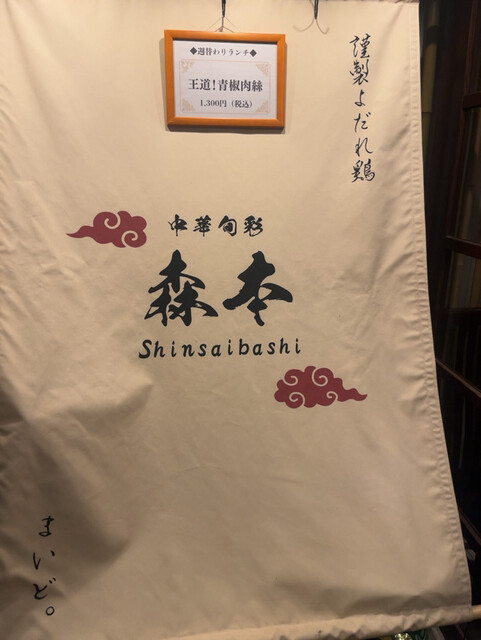 ◆週替わりランチ◆
王道！青椒肉絲
1,300円（税込）
謹製よだれ鶏
中華旬彩
森本
Shinsaibashi
まいど。